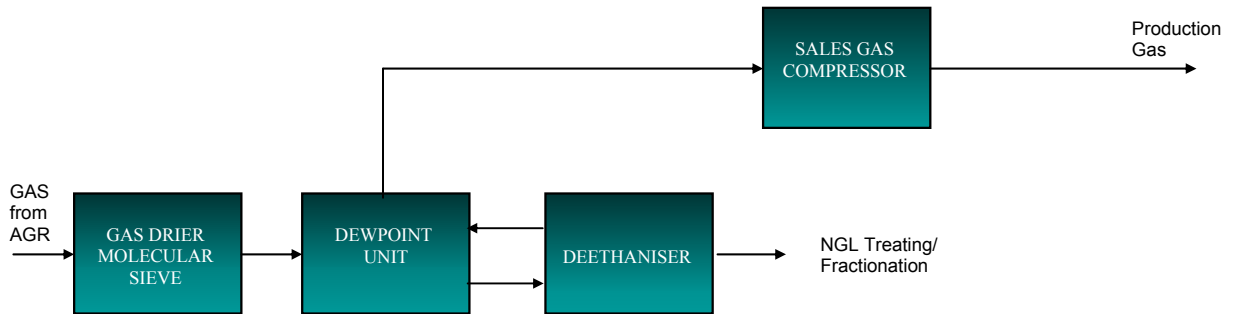 SALES GAS
COMPRESSOR
Production
Gas
GAS
from
AGR
GAS DRIER
MOLECULAR
SIEVE
DEWPOINT
UNIT
DEETHANISER
NGL Treating/
Fractionation